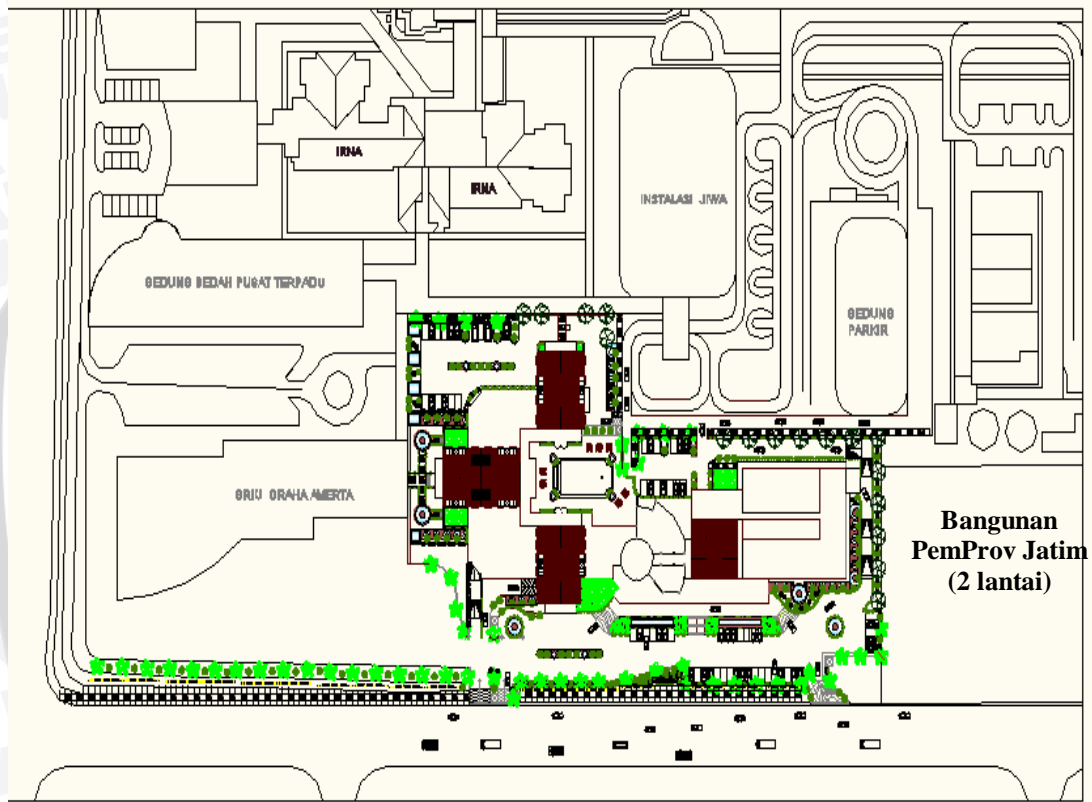 IRNA
IRNA
INSTALASI JIWA
GEDUNG BEDAH PUSAT TERPADU
GEDUNG
PARKIR
GRIU GRAHA AMERTA
Bangunan
PemProv Jatim
(2 lantai)